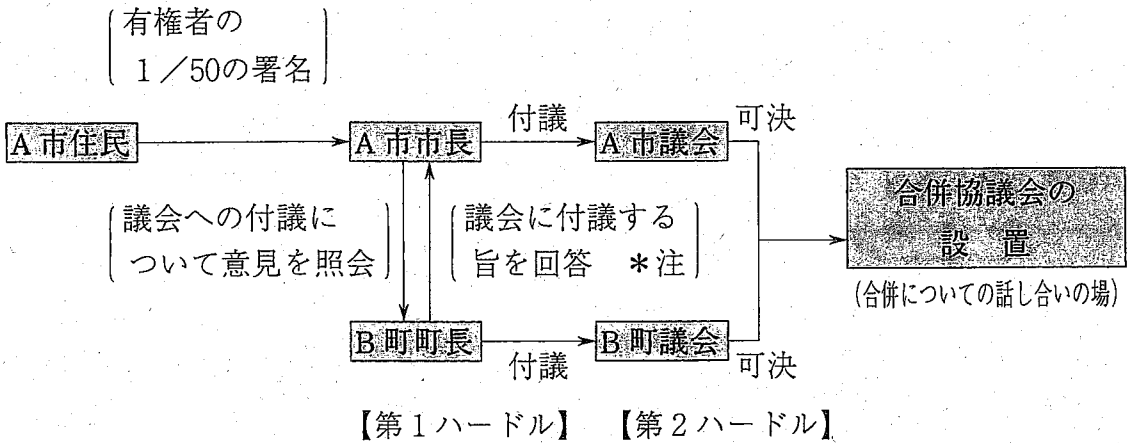 有権者の
1/50の署名
A市住民
A市市長
付議
A市議会
可決
議会への付議に
ついて意見を照会
議会に付議する
旨を回答 *注
合併協議会の
設置
(合併についての話し合いの場)
B町町長
付議
B町議会
可決
【第1ハードル】 【第2ハードル】